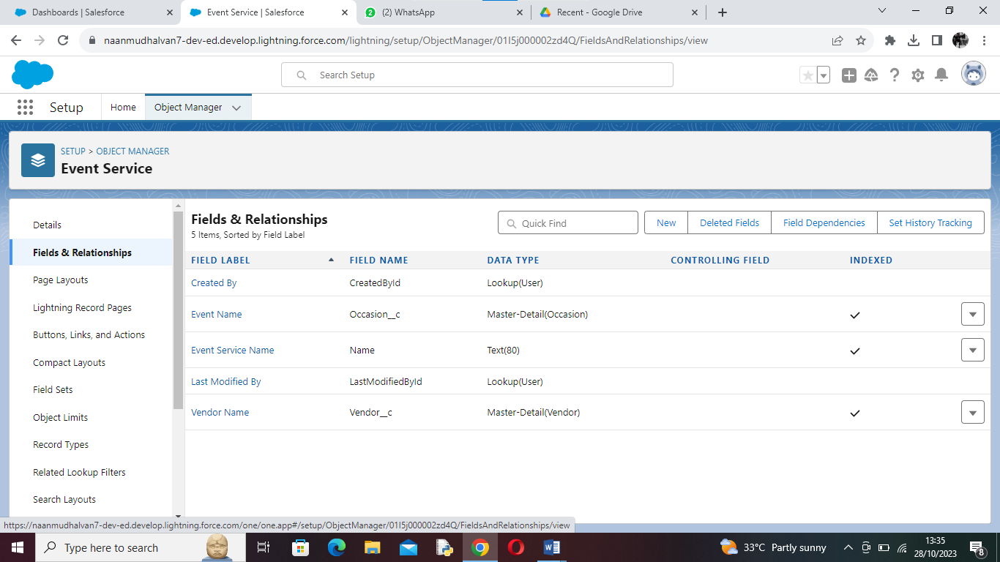 Dashboards | Salesforce
Event Service | Salesforce
(2) WhatsApp
Recent - Google Drive
naanmudhalvan7-dev-ed.develop.lightning.force.com/lightning/setup/ObjectManager/01I5j000002zd4Q/FieldsAndRelationships/view
Search Setup
Setup
Home
Object Manager
SETUP > OBJECT MANAGER
Event Service
Details
Fields & Relationships
Page Layouts
Lightning Record Pages
Buttons, Links, and Actions
Compact Layouts
Field Sets
Object Limits
Record Types
Related Lookup Filters
Search Layouts
Fields & Relationships
5 Items, Sorted by Field Label
Quick Find
New
Deleted Fields
Field Dependencies
Set History Tracking
FIELD LABEL FIELD NAME DATA TYPE CONTROLLING FIELD INDEXED
Created By CreatedById Lookup(User)
Event Name Occasion__c Master-Detail(Occasion)
Event Service Name Name Text(80)
Last Modified By LastModifiedById Lookup(User)
Vendor Name Vendor__c Master-Detail(Vendor)
https://naanmudhalvan7-dev-ed.develop.lightning.force.com/one/one.app#/setup/ObjectManager/01I5j000002zd4Q/FieldsAndRelationships/view
Type here to search
33°C Partly sunny
13:35
28/10/2023
8